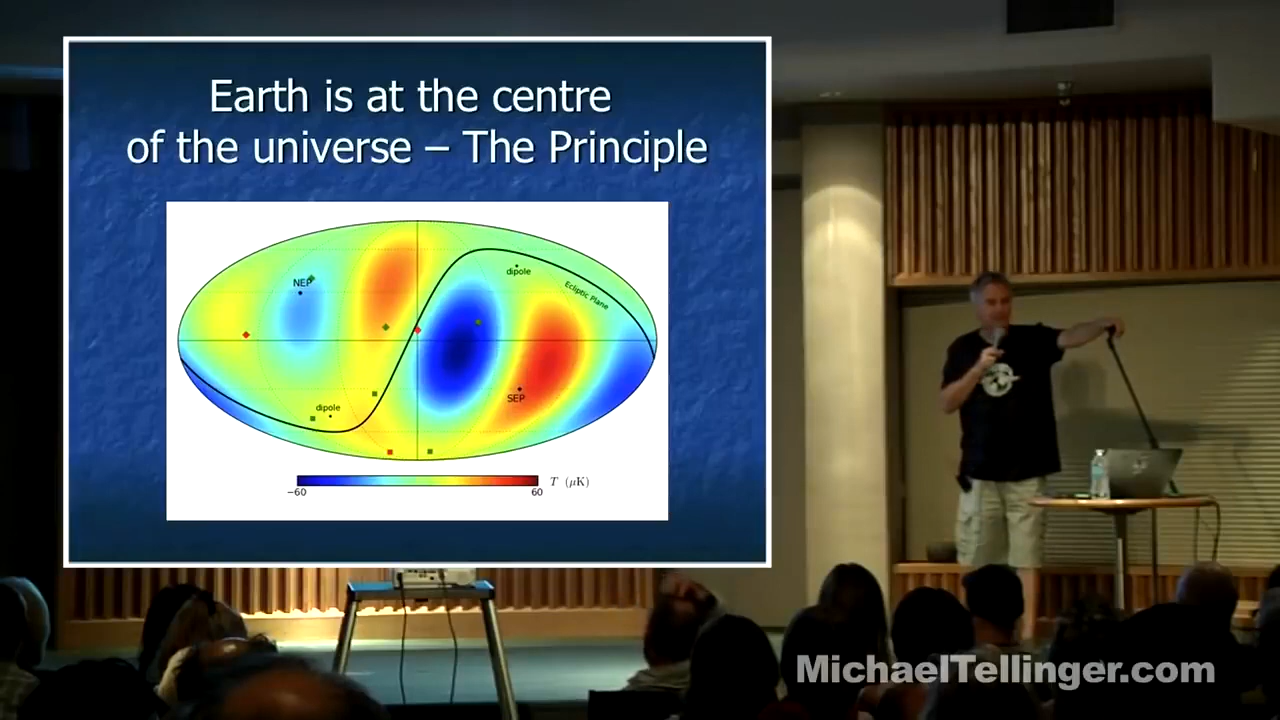 Earth is at the centre
of the universe – The Principle
NEP
dipole
Ecliptic Plane
dipole
SEP
−60
60
T (μK)
MichaelTellinger.com